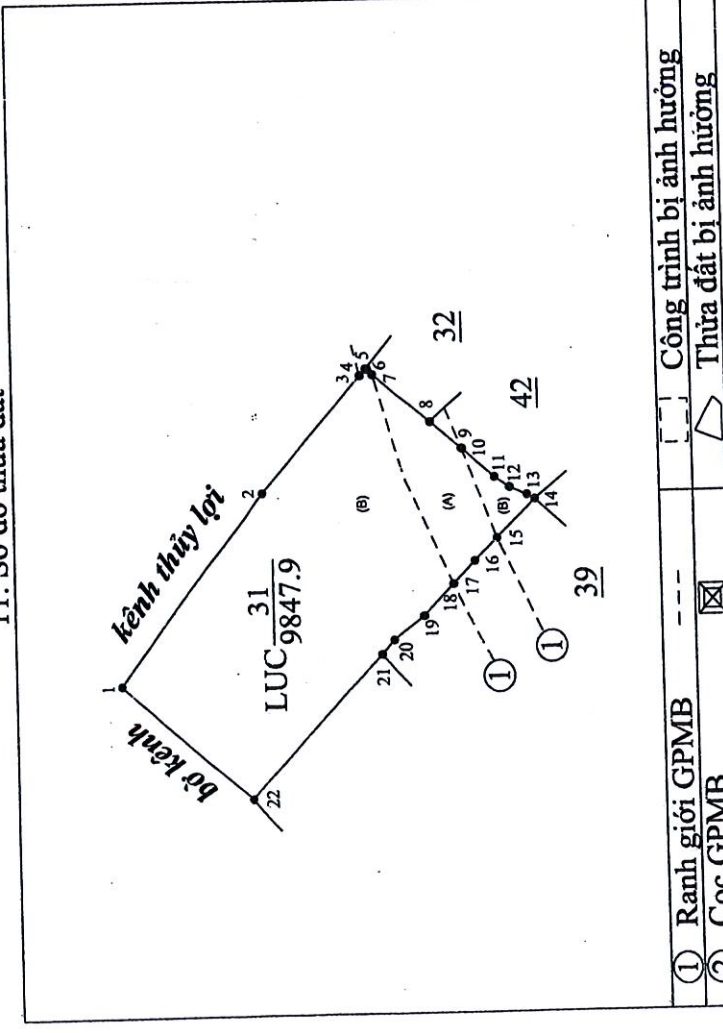 11. Sơ đồ thửa đất
kênh thủy lợi
bờ kênh
1
2
3 4
5
6
7
8
9
10
11
12
13
14
15
16
17
18
19
20
21
22
LUC 31
9847.9
(B)
(A)
(B)
32
42
39
1
1
1 Ranh giới GPMB
Công trình bị ảnh hưởng
2 Cọc GPMB
Thửa đất bị ảnh hưởng